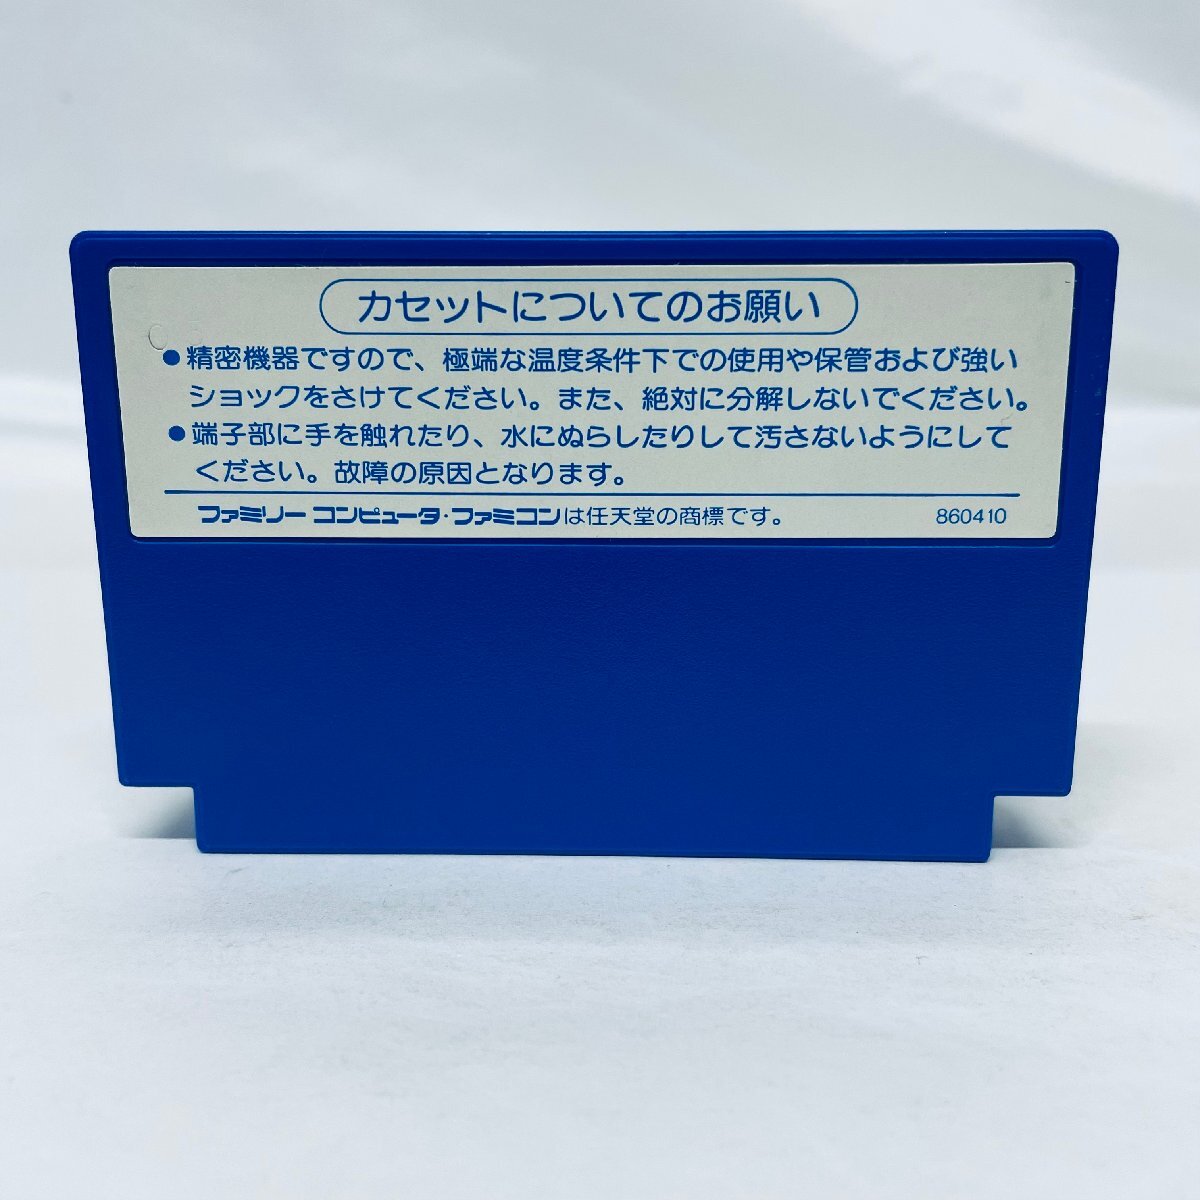 カセットについてのお願い
●精密機器ですので、極端な温度条件下での使用や保管および強い
ショックをさけてください。また、絶対に分解しないでください。
●端子部に手を触れたり、水にぬらしたりして汚さないようにして
ください。故障の原因となります。
ファミリーコンピュータ・ファミコンは任天堂の商標です。 860410